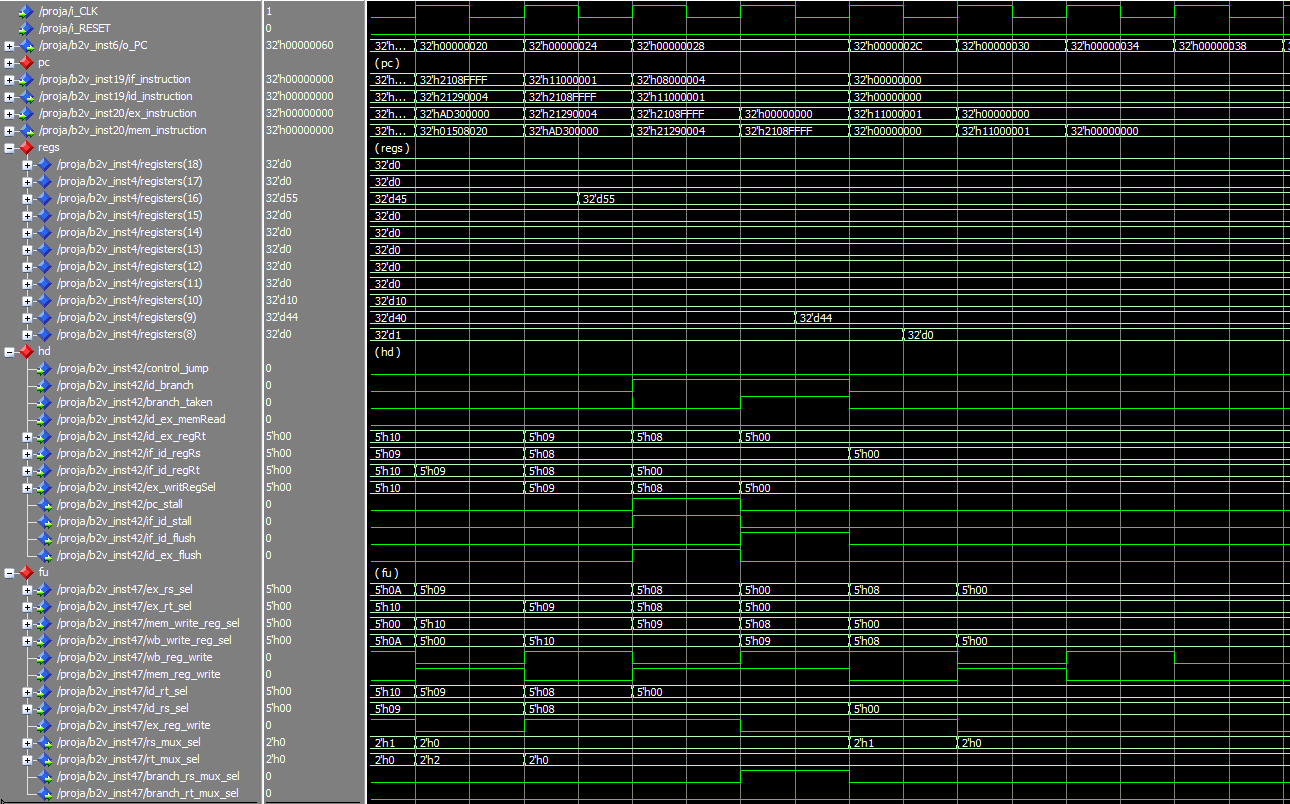 /proja/i_CLK 1
/proja/i_RESET 0
/proja/b2v_inst6/o_PC 32'h00000060 32'h... 32'h00000020 32'h00000024 32'h00000028 32'h0000002C 32'h00000030 32'h00000034 32'h00000038
pc (pc)
/proja/b2v_inst19/if_instruction 32'h00000000 32'h... 32'h2108FFFF 32'h11000001 32'h08000004 32'h00000000
/proja/b2v_inst19/id_instruction 32'h00000000 32'h... 32'h21290004 32'h2108FFFF 32'h11000001 32'h00000000
/proja/b2v_inst20/ex_instruction 32'h00000000 32'h... 32'hAD300000 32'h21290004 32'h2108FFFF 32'h00000000 32'h11000001 32'h00000000
/proja/b2v_inst20/mem_instruction 32'h00000000 32'h... 32'h01508020 32'hAD300000 32'h21290004 32'h2108FFFF 32'h00000000 32'h11000001 32'h00000000
regs (regs)
/proja/b2v_inst4/registers(18) 32'd0 32'd0
/proja/b2v_inst4/registers(17) 32'd0 32'd0
/proja/b2v_inst4/registers(16) 32'd55 32'd45 32'd55
/proja/b2v_inst4/registers(15) 32'd0 32'd0
/proja/b2v_inst4/registers(14) 32'd0 32'd0
/proja/b2v_inst4/registers(13) 32'd0 32'd0
/proja/b2v_inst4/registers(12) 32'd0 32'd0
/proja/b2v_inst4/registers(11) 32'd0 32'd0
/proja/b2v_inst4/registers(10) 32'd10 32'd10
/proja/b2v_inst4/registers(9) 32'd44 32'd40 32'd44
/proja/b2v_inst4/registers(8) 32'd0 32'd1 32'd0
hd (hd)
/proja/b2v_inst42/control_jump 0
/proja/b2v_inst42/id_branch 0
/proja/b2v_inst42/branch_taken 0
/proja/b2v_inst42/id_ex_memRead 0
/proja/b2v_inst42/id_ex_regRt 5'h00 5'h10 5'h09 5'h08 5'h00
/proja/b2v_inst42/if_id_regRs 5'h00 5'h09 5'h08 5'h00
/proja/b2v_inst42/if_id_regRt 5'h00 5'h10 5'h09 5'h08 5'h00
/proja/b2v_inst42/ex_writRegSel 5'h00 5'h10 5'h09 5'h08 5'h00
/proja/b2v_inst42/pc_stall 0
/proja/b2v_inst42/if_id_stall 0
/proja/b2v_inst42/if_id_flush 0
/proja/b2v_inst42/id_ex_flush 0
fu (fu)
/proja/b2v_inst47/ex_rs_sel 5'h00 5'h0A 5'h09 5'h08 5'h00 5'h08 5'h00
/proja/b2v_inst47/ex_rt_sel 5'h00 5'h10 5'h09 5'h08 5'h00
/proja/b2v_inst47/mem_write_reg_sel 5'h00 5'h00 5'h10 5'h09 5'h08 5'h00
/proja/b2v_inst47/wb_write_reg_sel 5'h00 5'h0A 5'h00 5'h10 5'h09 5'h08 5'h00
/proja/b2v_inst47/wb_reg_write 0
/proja/b2v_inst47/mem_reg_write 0
/proja/b2v_inst47/id_rt_sel 5'h00 5'h10 5'h09 5'h08 5'h00
/proja/b2v_inst47/id_rs_sel 5'h00 5'h09 5'h08 5'h00
/proja/b2v_inst47/ex_reg_write 0
/proja/b2v_inst47/rs_mux_sel 2'h0 2'h1 2'h0 2'h1 2'h0
/proja/b2v_inst47/rt_mux_sel 2'h0 2'h0 2'h2 2'h0
/proja/b2v_inst47/branch_rs_mux_sel 0
/proja/b2v_inst47/branch_rt_mux_sel 0